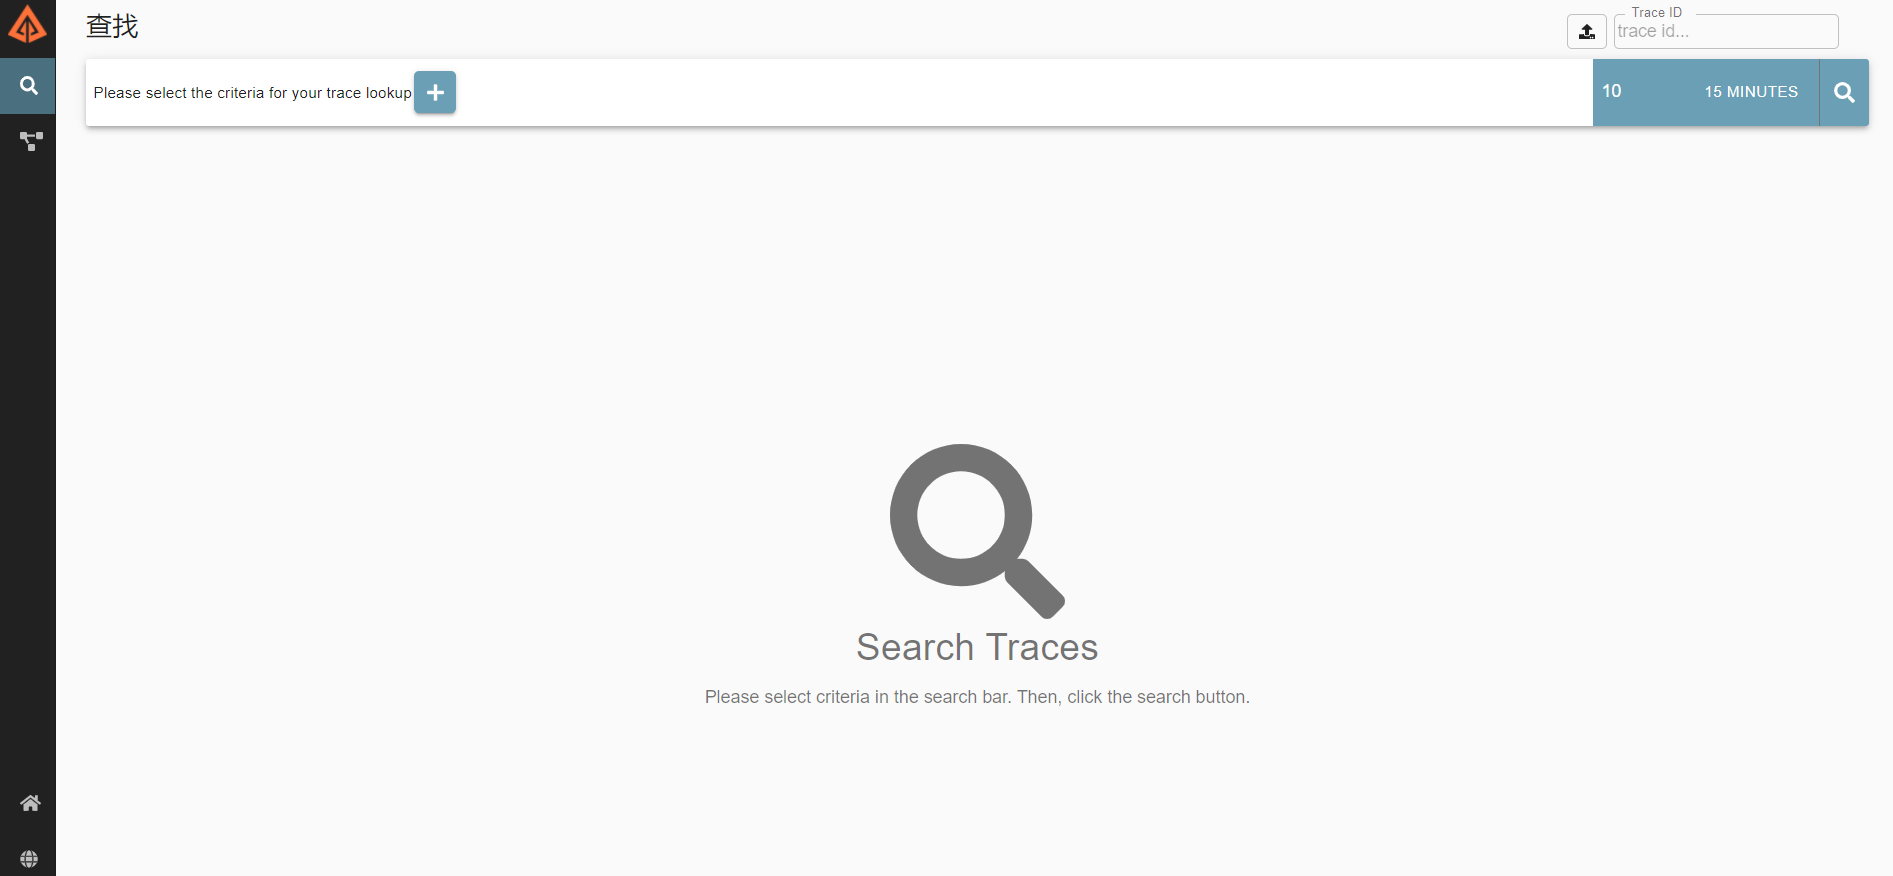 查找
Trace ID
trace id...
Please select the criteria for your trace lookup
10
15 MINUTES
Search Traces
Please select criteria in the search bar. Then, click the search button.